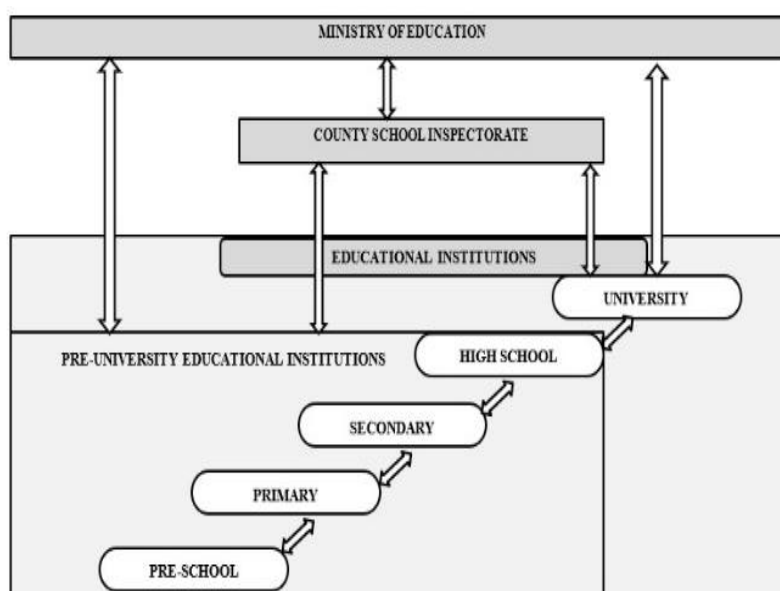 MINISTRY OF EDUCATION
COUNTY SCHOOL INSPECTORATE
EDUCATIONAL INSTITUTIONS
UNIVERSITY
PRE-UNIVERSITY EDUCATIONAL INSTITUTIONS
HIGH SCHOOL
SECONDARY
PRIMARY
PRE-SCHOOL